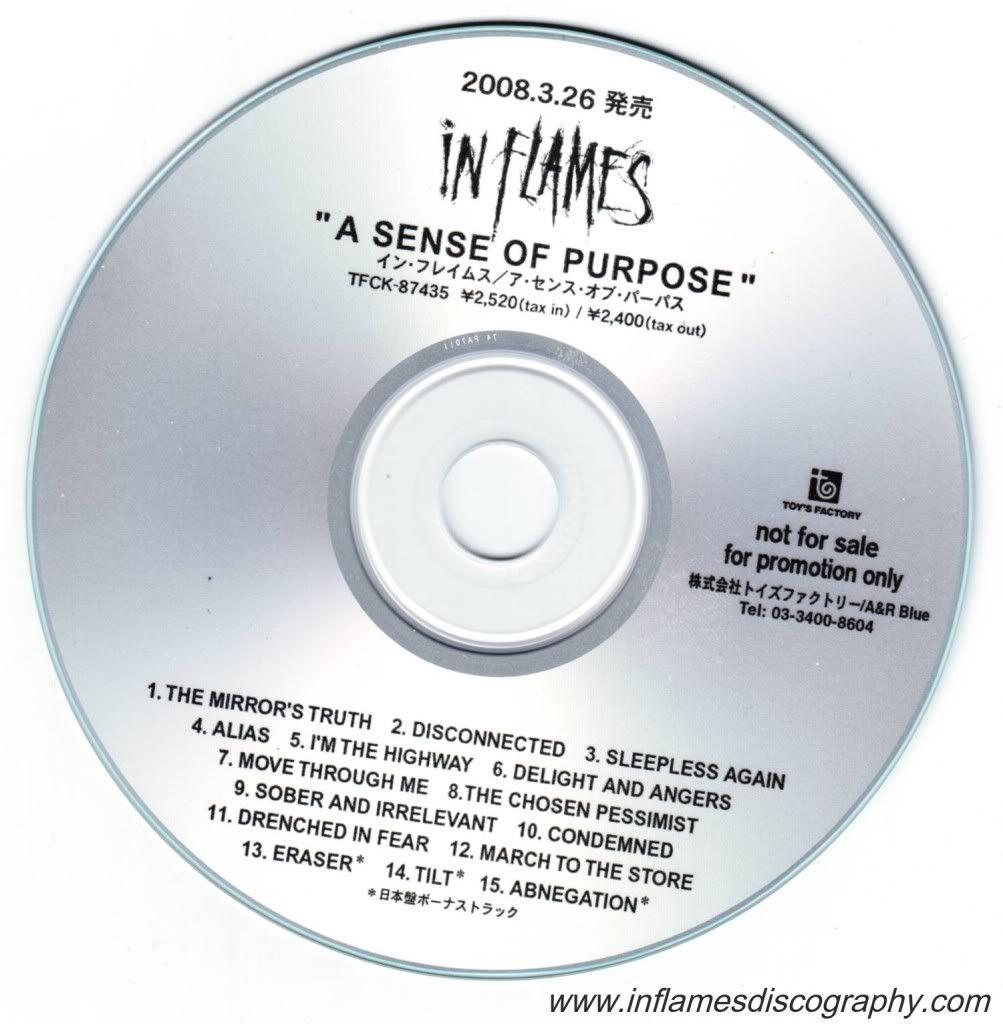 2008.3.26 発売
IN FLAMES
"A SENSE OF PURPOSE"
イン・フレイムス／ア・センス・オブ・パーパス
TFCK-87435 ¥2,520(tax in) / ¥2,400(tax out)
TOY'S FACTORY
not for sale
for promotion only
株式会社トイズファクトリー/A&R Blue
Tel: 03-3400-8604
1. THE MIRROR'S TRUTH 2. DISCONNECTED 3. SLEEPLESS AGAIN
4. ALIAS 5. I'M THE HIGHWAY 6. DELIGHT AND ANGERS
7. MOVE THROUGH ME 8.THE CHOSEN PESSIMIST
9. SOBER AND IRRELEVANT 10. CONDEMNED
11. DRENCHED IN FEAR 12. MARCH TO THE STORE
13. ERASER* 14. TILT* 15. ABNEGATION*
*日本盤ボーナストラック
www.inflamesdiscography.com